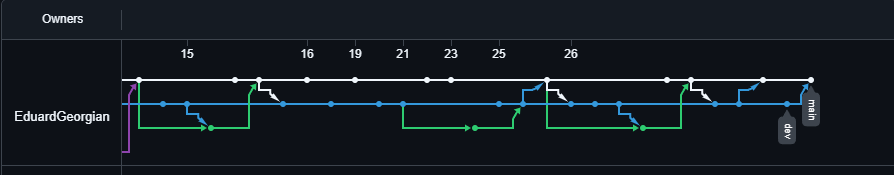 Owners
15 16 19 21 23 25 26
EduardGeorgian
main
dev